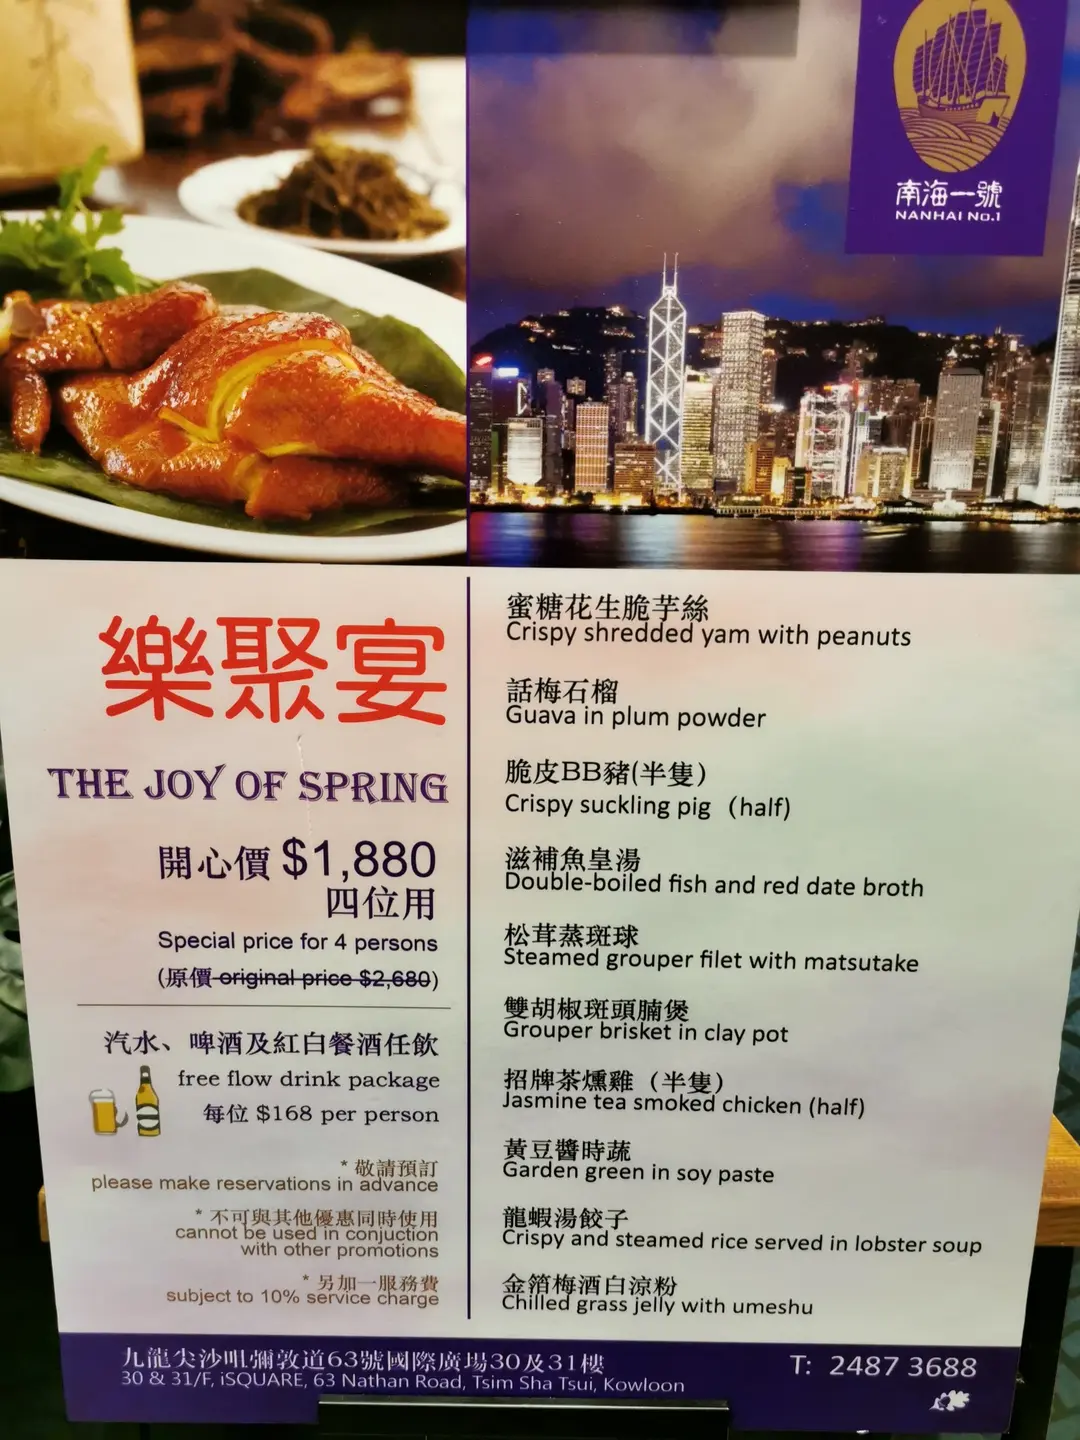 南海一號
NANHAI No.1
樂聚宴
THE JOY OF SPRING
開心價 $1,880
四位用
Special price for 4 persons
(原價 original price $2,680)
汽水、啤酒及紅白餐酒任飲
free flow drink package
每位 $168 per person
* 敬請預訂
please make reservations in advance
* 不可與其他優惠同時使用
cannot be used in conjuction
with other promotions
* 另加一服務費
subject to 10% service charge
蜜糖花生脆芋絲
Crispy shredded yam with peanuts
話梅石榴
Guava in plum powder
脆皮BB豬(半隻)
Crispy suckling pig (half)
滋補魚皇湯
Double-boiled fish and red date broth
松茸蒸斑球
Steamed grouper filet with matsutake
雙胡椒斑頭腩煲
Grouper brisket in clay pot
招牌茶燻雞 (半隻)
Jasmine tea smoked chicken (half)
黃豆醬時蔬
Garden green in soy paste
龍蝦湯餃子
Crispy and steamed rice served in lobster soup
金箔梅酒白涼粉
Chilled grass jelly with umeshu
九龍尖沙咀彌敦道63號國際廣場30及31樓
30 & 31/F, iSQUARE, 63 Nathan Road, Tsim Sha Tsui, Kowloon
T: 2487 3688